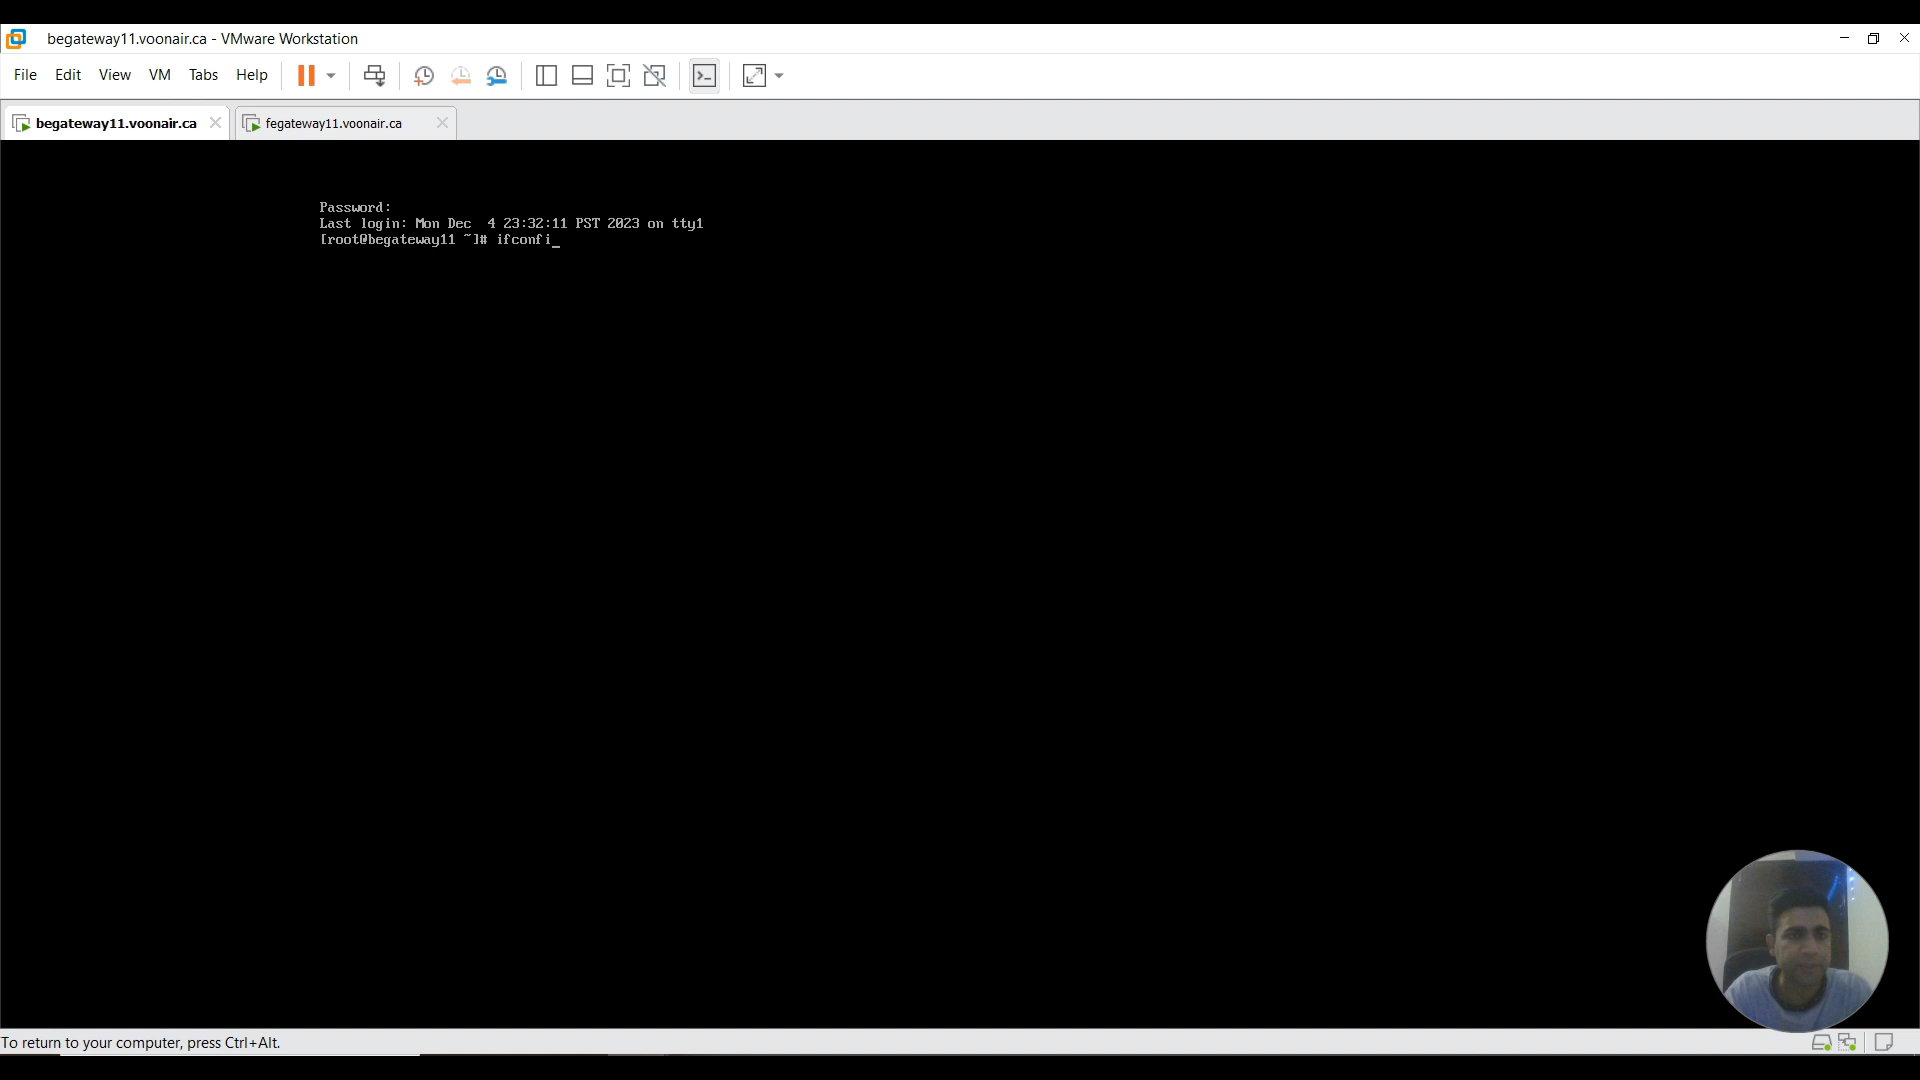 begateway11.voonair.ca - VMware Workstation
File Edit View VM Tabs Help
begateway11.voonair.ca fegateway11.voonair.ca
Password:
Last login: Mon Dec  4 23:32:11 PST 2023 on tty1
[root@begateway11 ~]# ifconfi_
To return to your computer, press Ctrl+Alt.